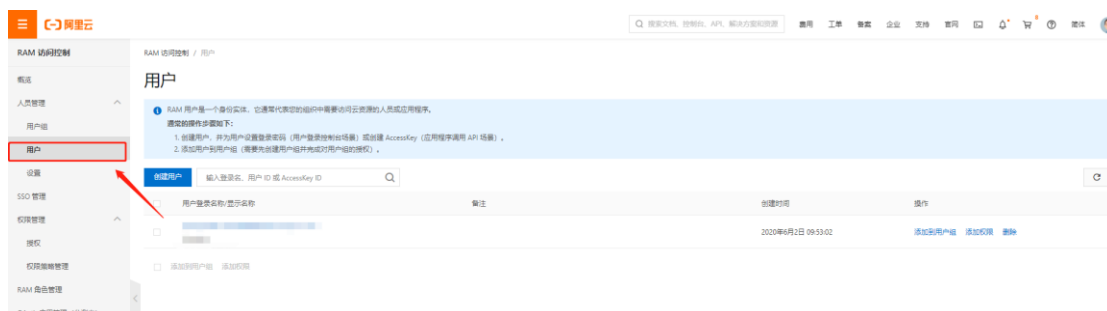 阿里云
搜索文档、控制台、API、解决方案和资源
费用 工单 备案 企业 支持 官网 简体
RAM 访问控制
RAM 访问控制 / 用户
概览
用户
人员管理
用户组
用户
设置
SSO 管理
权限管理
授权
权限策略管理
RAM 角色管理
RAM 用户是一个身份实体，它通常代表您的组织中需要访问云资源的人员或应用程序。
通常的操作步骤如下：
1. 创建用户，并为用户设置登录密码（用户登录控制台场景）或创建 AccessKey（应用程序调用 API 场景）。
2. 添加用户到用户组（需要先创建用户组并完成对用户组的授权）。
创建用户
输入登录名、用户 ID 或 AccessKey ID
用户登录名称/显示名称 备注 创建时间 操作
2020年6月2日 09:53:02 添加到用户组 添加权限 删除
添加到用户组 添加权限